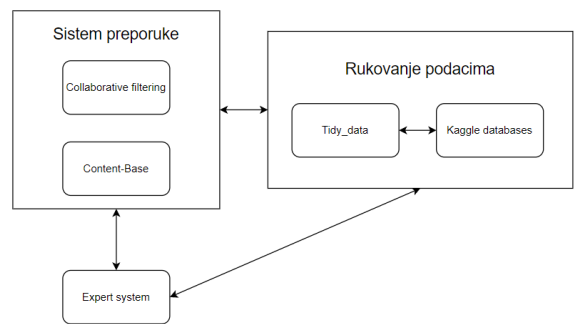 Sistem preporuke
Collaborative filtering
Content-Base
Rukovanje podacima
Tidy_data
Kaggle databases
Expert system